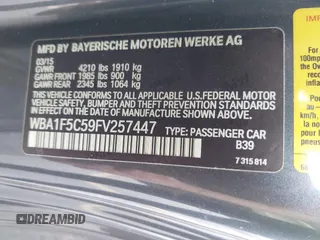 MFD BY BAYERISCHE MOTOREN WERKE AG
03/15
GVWR 4210 lbs 1910 kg
GAWR FRONT 1985 lbs 900 kg
GAWR REAR 2345 lbs 1064 kg
THIS VEHICLE CONFORMS TO ALL APPLICABLE
U.S. FEDERAL MOTOR VEHICLE SAFETY, BUMPER,
AND THEFT PREVENTION STANDARDS IN
EFFECT ON THE DATE OF MANUFACTURE
SHOWN ABOVE.
WBA1F5C59FV257447 TYPE: PASSENGER CAR
B39
7 315 814
100mph
the Ow
DREAMBID